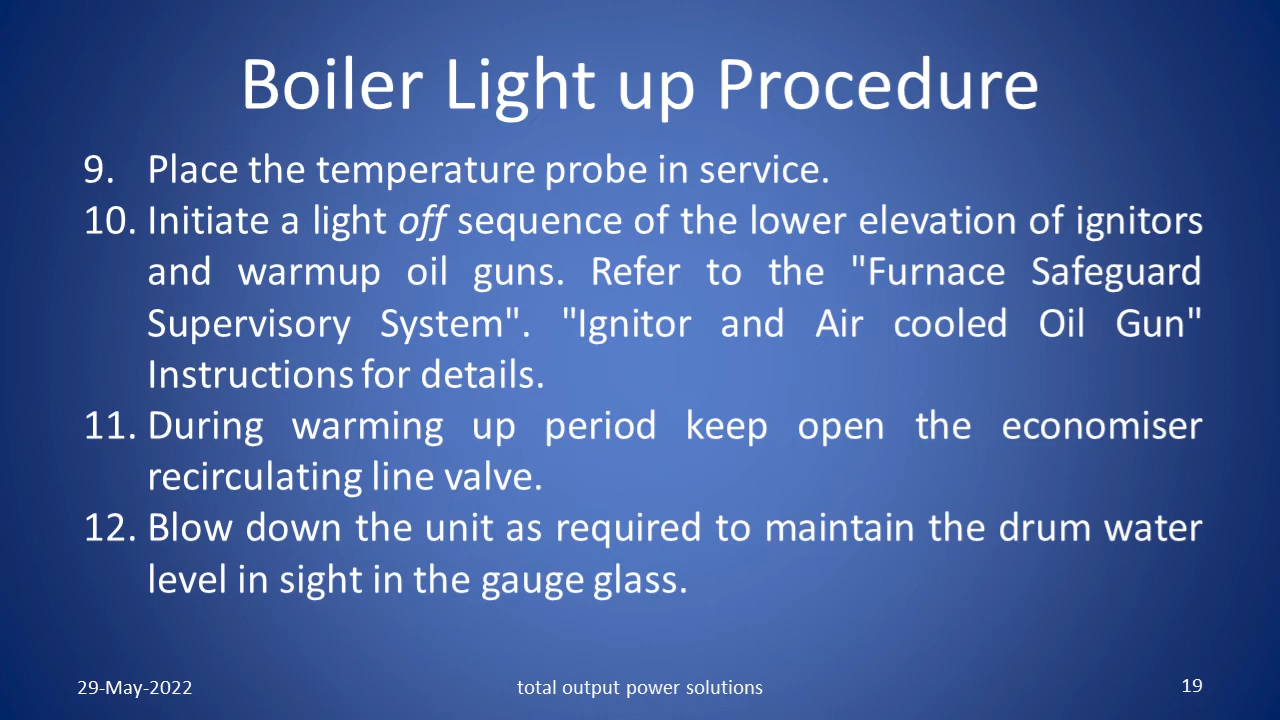 Boiler Light up Procedure
9. Place the temperature probe in service.
10. Initiate a light off sequence of the lower elevation of ignitors
and warmup oil guns. Refer to the "Furnace Safeguard
Supervisory System". "Ignitor and Air cooled Oil Gun"
Instructions for details.
11. During warming up period keep open the economiser
recirculating line valve.
12. Blow down the unit as required to maintain the drum water
level in sight in the gauge glass.
29-May-2022
total output power solutions
19